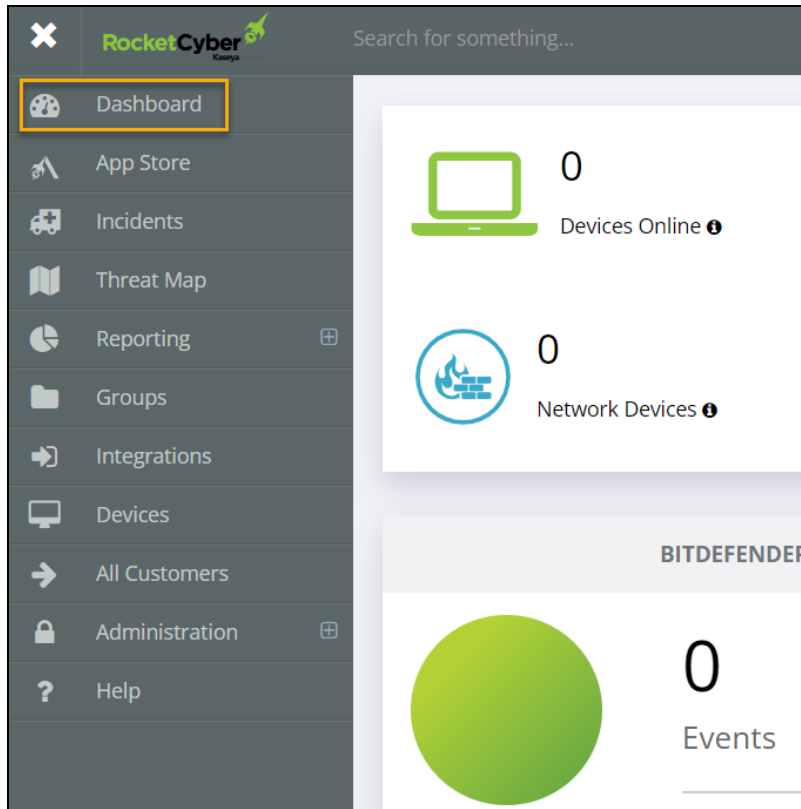 RocketCyber
Kaseya
Search for something...
Dashboard
App Store
Incidents
Threat Map
Reporting
Groups
Integrations
Devices
All Customers
Administration
Help
0
Devices Online
0
Network Devices
BITDEFENDER
0
Events